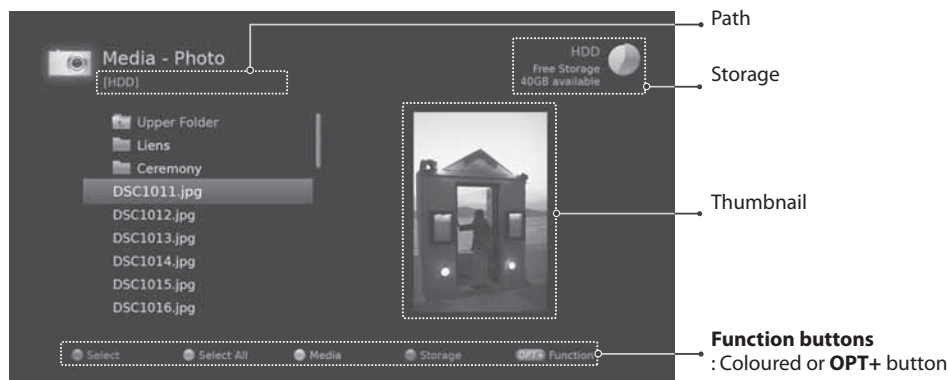 Path
Media - Photo
[HDD]
HDD
Free Storage
40GB available
Storage
Upper Folder
Liens
Ceremony
DSC1011.jpg
DSC1012.jpg
DSC1013.jpg
DSC1014.jpg
DSC1015.jpg
DSC1016.jpg
Thumbnail
Select Select All Media Storage OPT+ Function
Function buttons
: Coloured or OPT+ button